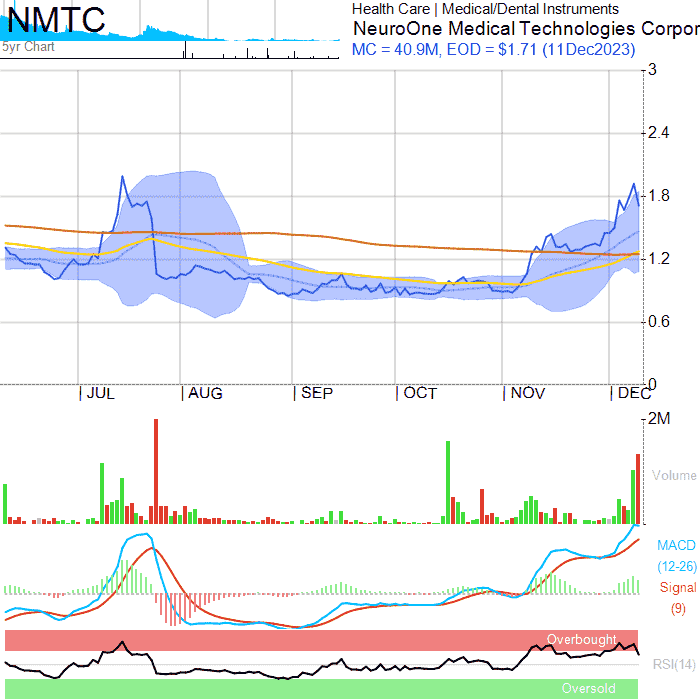 NMTC
5yr Chart
Health Care | Medical/Dental Instruments
NeuroOne Medical Technologies Corpor
MC = 40.9M, EOD = $1.71 (11Dec2023)
3
2.4
1.8
1.2
0.6
0
| JUL | AUG | SEP | OCT | NOV | DEC
2M
Volume
MACD
(12-26)
Signal
(9)
Overbought
RSI(14)
Oversold